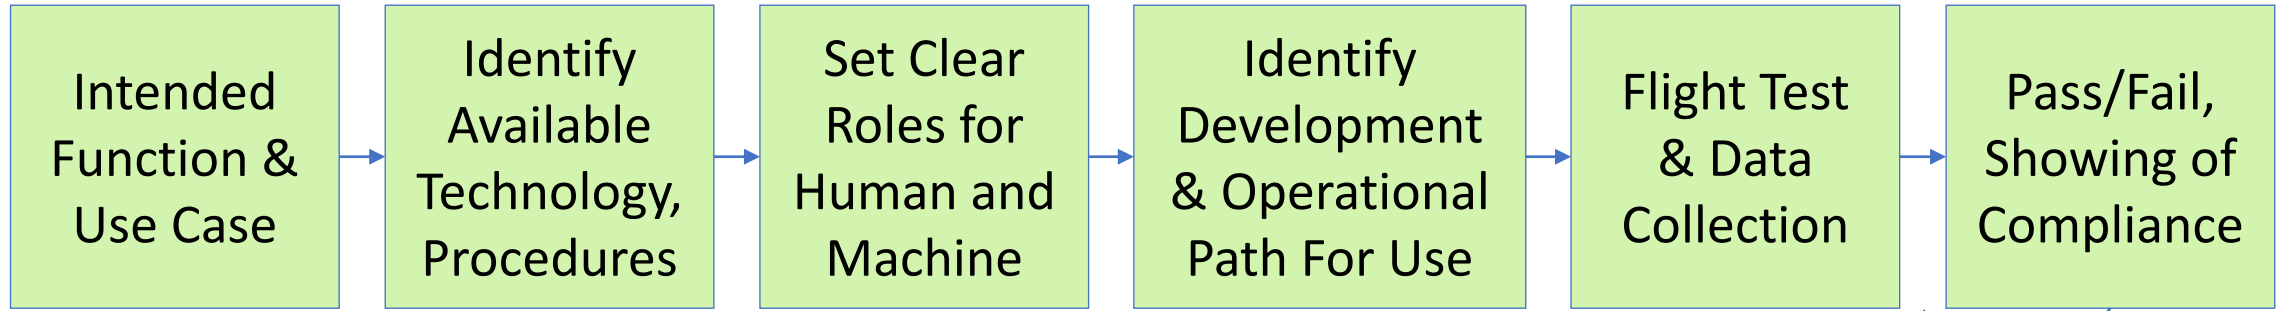 Intended
Function &
Use Case
Identify
Available
Technology,
Procedures
Set Clear
Roles for
Human and
Machine
Identify
Development
& Operational
Path For Use
Flight Test
& Data
Collection
Pass/Fail,
Showing of
Compliance